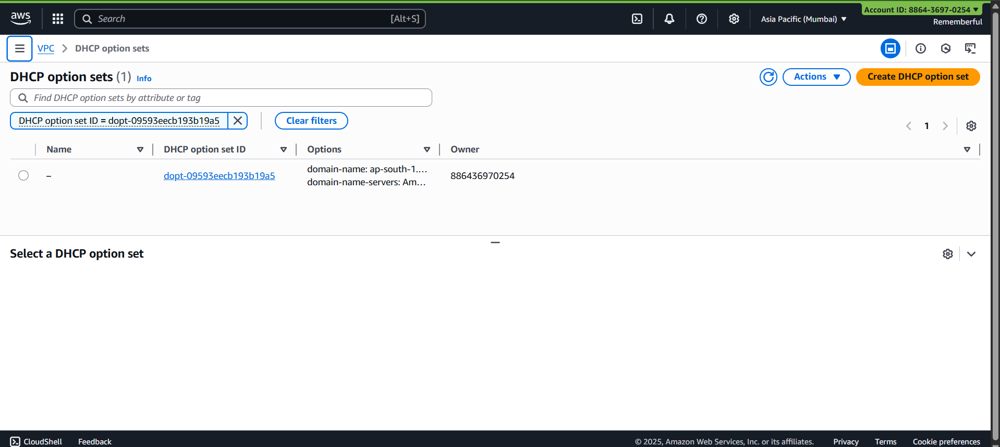 aws
Search
[Alt+S]
Asia Pacific (Mumbai)
Account ID: 8864-3697-0254
Rememberful
VPC
DHCP option sets
DHCP option sets (1) Info
Actions
Create DHCP option set
Find DHCP option sets by attribute or tag
DHCP option set ID = dopt-09593eecb193b19a5
Clear filters
1
Name
DHCP option set ID
Options
Owner
–
dopt-09593eecb193b19a5
domain-name: ap-south-1....
domain-name-servers: Am...
886436970254
Select a DHCP option set
CloudShell
Feedback
© 2025, Amazon Web Services, Inc. or its affiliates.
Privacy
Terms
Cookie preferences